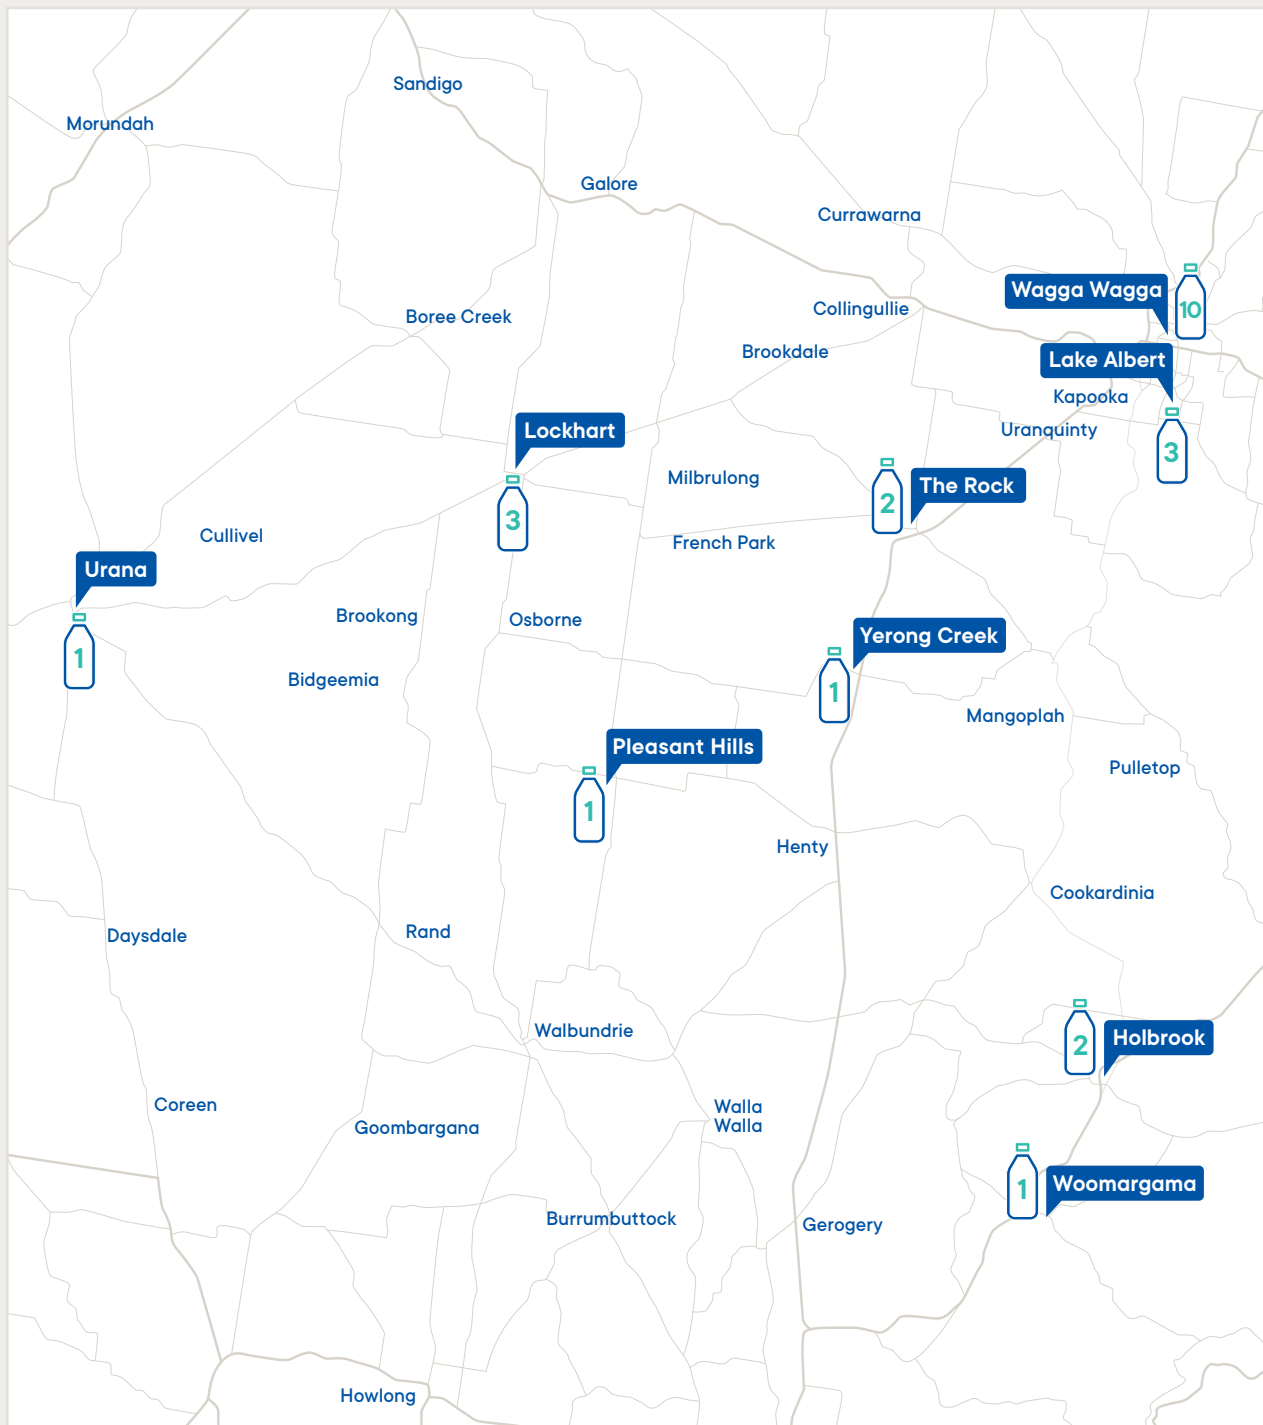 Sandigo
Morundah
Galore
Currawarna
Wagga Wagga
10
Collingullie
Boree Creek
Brookdale
Lake Albert
Kapooka
Lockhart
Uranquinty
3
Milbrulong
The Rock
2
3
Cullivel
French Park
Urana
Brookong
Osborne
Yerong Creek
1
Bidgeemia
1
Mangoplah
Pleasant Hills
Pulletop
1
Henty
Cookardinia
Daysdale
Rand
Walbundrie
Holbrook
2
Coreen
Walla
Walla
Goombargana
Woomargama
1
Burrumbuttock
Gerogery
Howlong